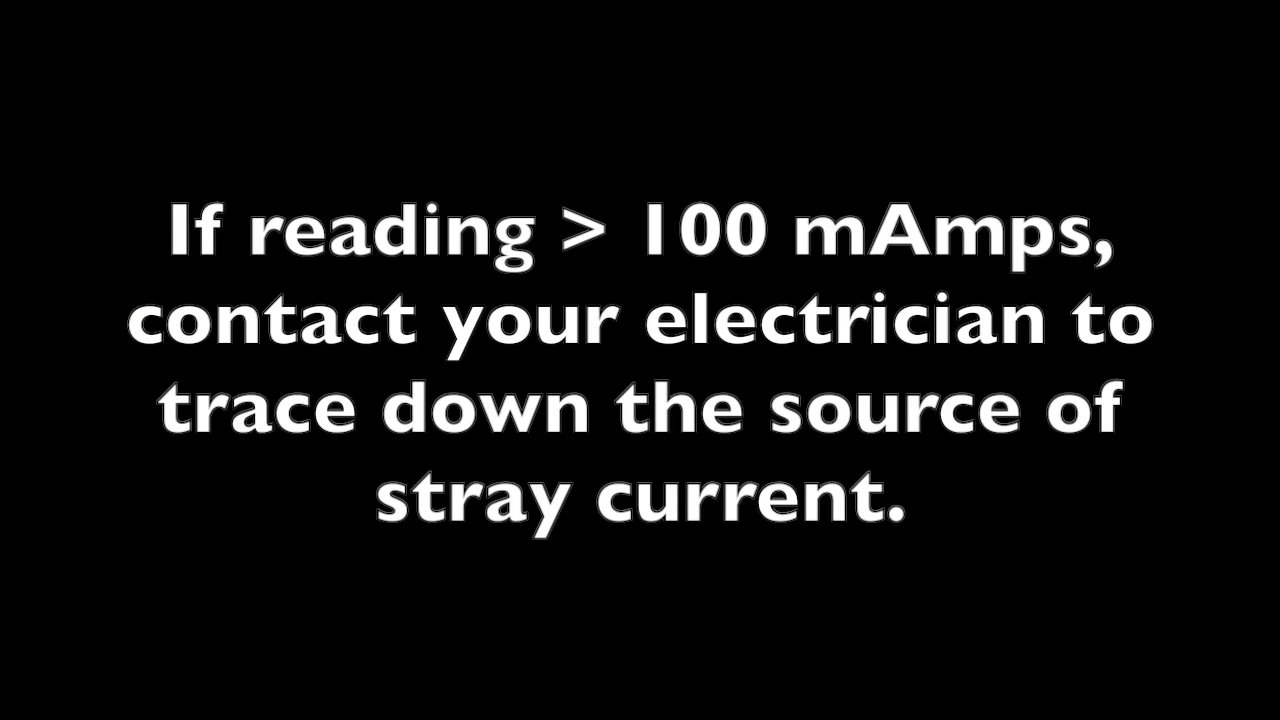 If reading > 100 mAmps,
contact your electrician to
trace down the source of
stray current.